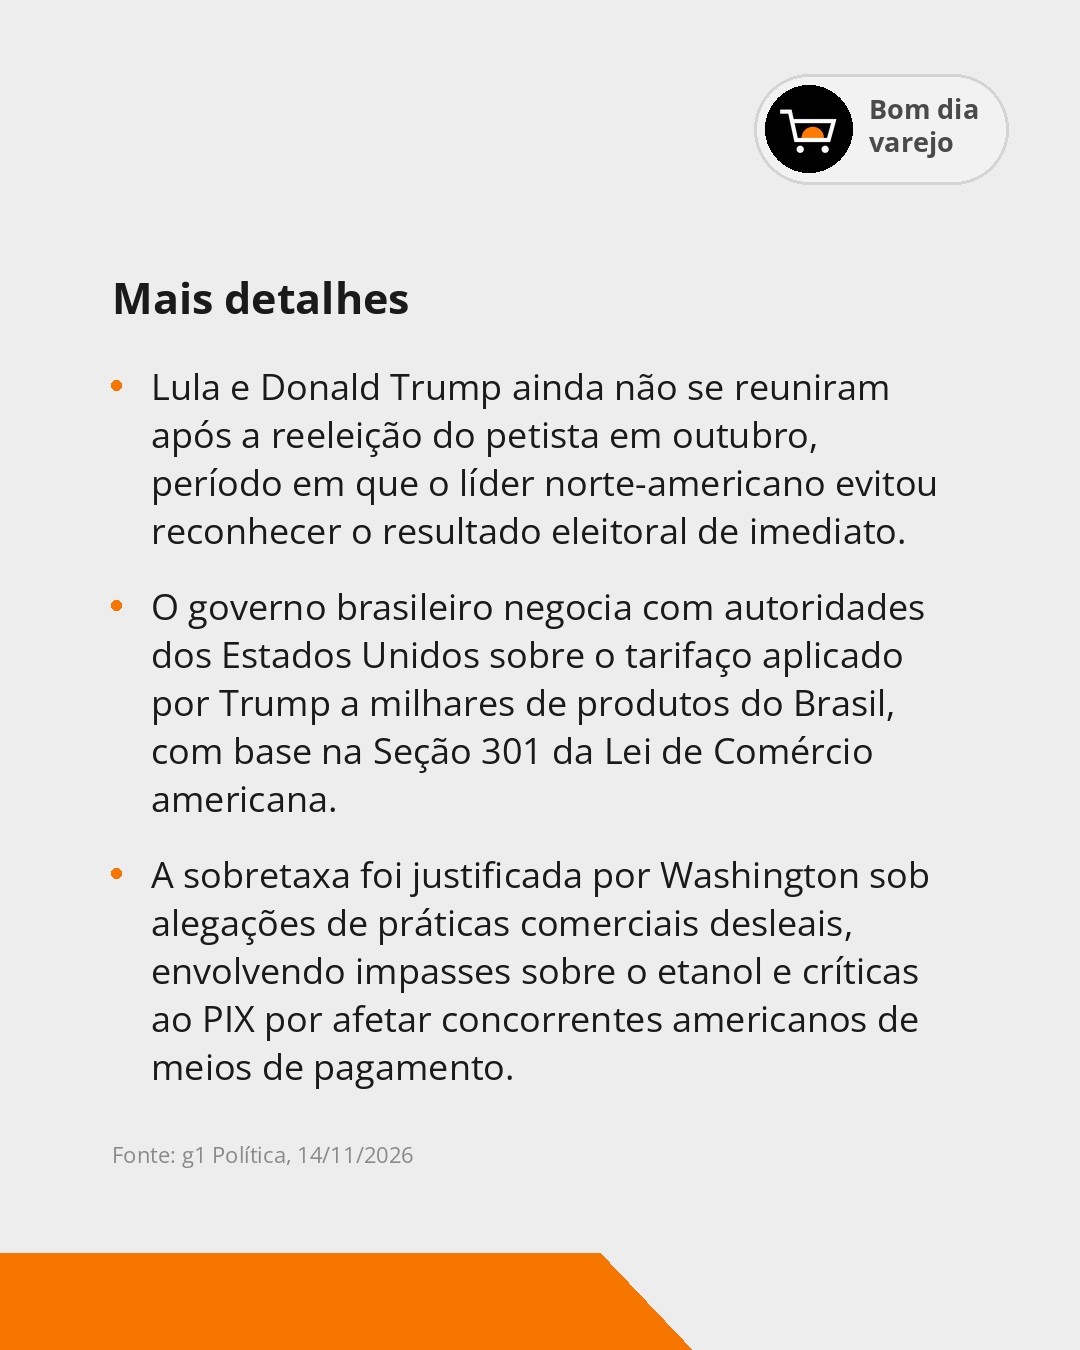 Bom dia
varejo
Mais detalhes
• Lula e Donald Trump ainda não se reuniram
após a reeleição do petista em outubro,
período em que o líder norte-americano evitou
reconhecer o resultado eleitoral de imediato.
• O governo brasileiro negocia com autoridades
dos Estados Unidos sobre o tarifaço aplicado
por Trump a milhares de produtos do Brasil,
com base na Seção 301 da Lei de Comércio
americana.
• A sobretaxa foi justificada por Washington sob
alegações de práticas comerciais desleais,
envolvendo impasses sobre o etanol e críticas
ao PIX por afetar concorrentes americanos de
meios de pagamento.
Fonte: g1 Política, 14/11/2026